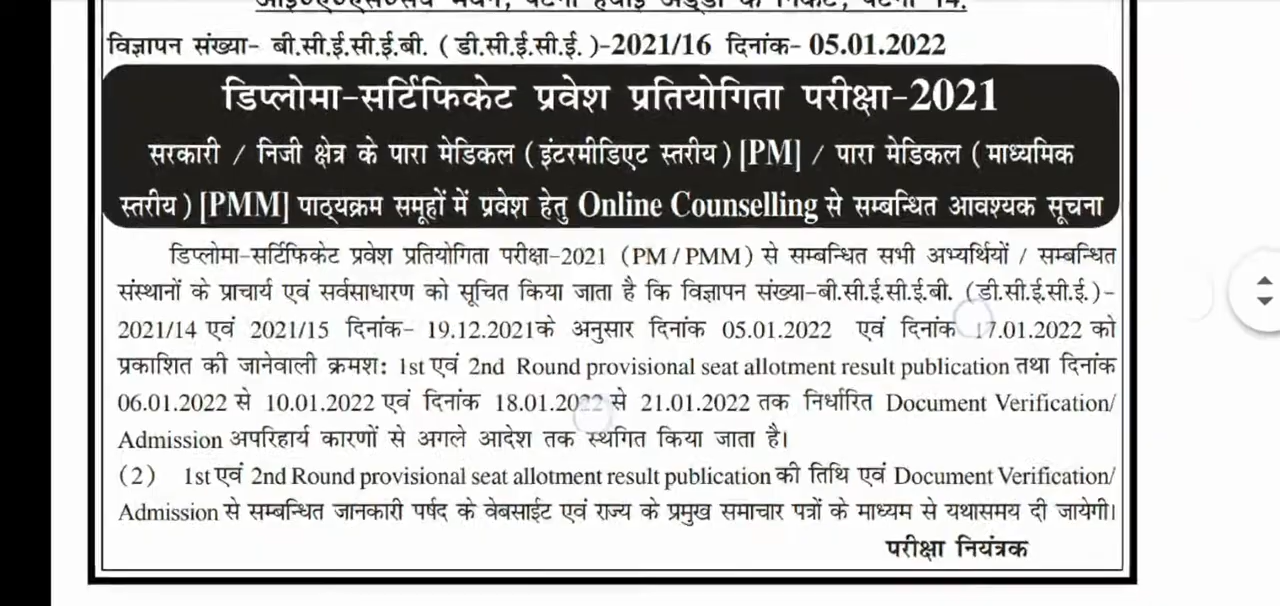 विज्ञापन संख्या- बी.सी.ई.सी.ई.बी. ( डी.सी.ई.सी.ई. )-2021/16 दिनांक- 05.01.2022
डिप्लोमा-सर्टिफिकेट प्रवेश प्रतियोगिता परीक्षा-2021
सरकारी / निजी क्षेत्र के पारा मेडिकल ( इंटरमीडिएट स्तरीय ) [PM] / पारा मेडिकल ( माध्यमिक
स्तरीय ) [PMM] पाठ्यक्रम समूहों में प्रवेश हेतु Online Counselling से सम्बन्धित आवश्यक सूचना
डिप्लोमा-सर्टिफिकेट प्रवेश प्रतियोगिता परीक्षा-2021 (PM / PMM) से सम्बन्धित सभी अभ्यर्थियों / सम्बन्धित
संस्थानों के प्राचार्य एवं सर्वसाधारण को सूचित किया जाता है कि विज्ञापन संख्या-बी.सी.ई.सी.ई.बी. (डी.सी.ई.सी.ई.)-
2021/14 एवं 2021/15 दिनांक- 19.12.2021के अनुसार दिनांक 05.01.2022 एवं दिनांक 17.01.2022 को
प्रकाशित की जानेवाली क्रमशः 1st एवं 2nd Round provisional seat allotment result publication तथा दिनांक
06.01.2022 से 10.01.2022 एवं दिनांक 18.01.2022 से 21.01.2022 तक निर्धारित Document Verification/
Admission अपरिहार्य कारणों से अगले आदेश तक स्थगित किया जाता है।
(2) 1st एवं 2nd Round provisional seat allotment result publication की तिथि एवं Document Verification/
Admission से सम्बन्धित जानकारी पर्षद के वेबसाईट एवं राज्य के प्रमुख समाचार पत्रों के माध्यम से यथासमय दी जायेगी।
परीक्षा नियंत्रक